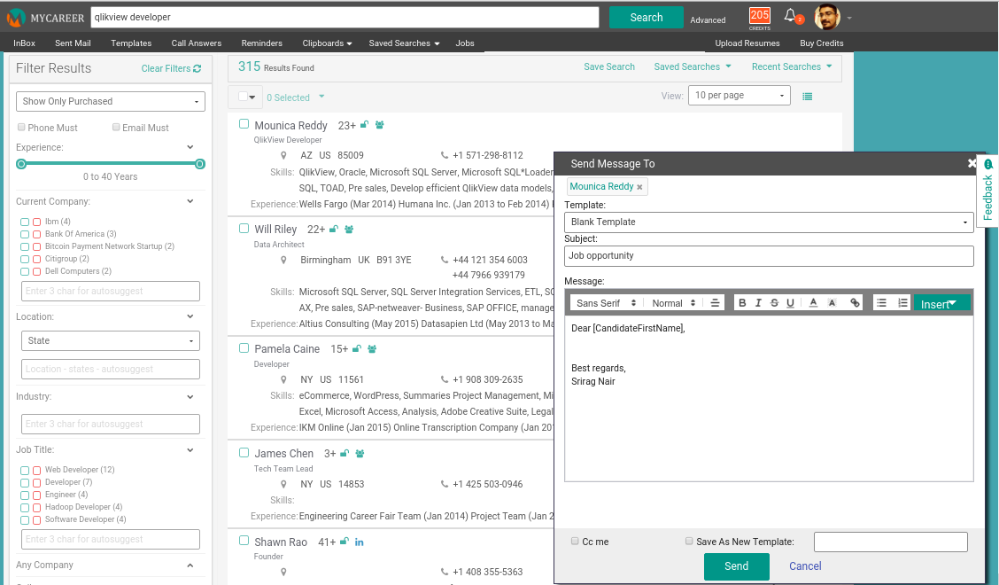 MYCAREER
qlikview developer
Search
Advanced
205
CREDITS
2
InBox
Sent Mail
Templates
Call Answers
Reminders
Clipboards
Saved Searches
Jobs
Upload Resumes
Buy Credits
Filter Results
Clear Filters
Show Only Purchased
Phone Must
Email Must
Experience:
0 to 40 Years
Current Company:
Ibm (4)
Bank Of America (3)
Bitcoin Payment Network Startup (2)
Citigroup (2)
Dell Computers (2)
Enter 3 char for autosuggest
Location:
State
Location - states - autosuggest
Industry:
Enter 3 char for autosuggest
Job Title:
Web Developer (12)
Developer (7)
Engineer (4)
Hadoop Developer (4)
Software Developer (4)
Enter 3 char for autosuggest
Any Company
315 Results Found
Save Search
Saved Searches
Recent Searches
0 Selected
View:
10 per page
Mounica Reddy 23+
QlikView Developer
AZ US 85009
+1 571-298-8112
Skills: QlikView, Oracle, Microsoft SQL Server, Microsoft SQL*Loader
SQL, TOAD, Pre sales, Develop efficient QlikView data models,
Experience: Wells Fargo (Mar 2014) Humana Inc. (Jan 2013 to Feb 2014)
Will Riley 22+
Data Architect
Birmingham UK B91 3YE
+44 121 354 6003
+44 7966 939179
Skills: Microsoft SQL Server, SQL Server Integration Services, ETL, SQ
AX, Pre sales, SAP-netweaver- Business, SAP OFFICE, manage
Experience: Altius Consulting (May 2015) Datasapien Ltd (May 2013 to Ma
Pamela Caine 15+
Developer
NY US 11561
+1 908 309-2635
Skills: eCommerce, WordPress, Summaries Project Management, Mi
Excel, Microsoft Access, Analysis, Adobe Creative Suite, Legal
Experience: IKM Online (Jan 2015) Online Transcription Company (Jan 201
James Chen 3+
Tech Team Lead
NY US 14853
+1 425 503-0946
Skills:
Experience: Engineering Career Fair Team (Jan 2014) Project Team (Jan 2
Shawn Rao 41+ in
Founder
+1 408 355-5363
Send Message To
Mounica Reddy
Template:
Blank Template
Subject:
Job opportunity
Message:
Sans Serif
Normal
B I S U A A
Insert
Dear [CandidateFirstName],
Best regards,
Srirag Nair
Cc me
Save As New Template:
Send
Cancel
Feedback